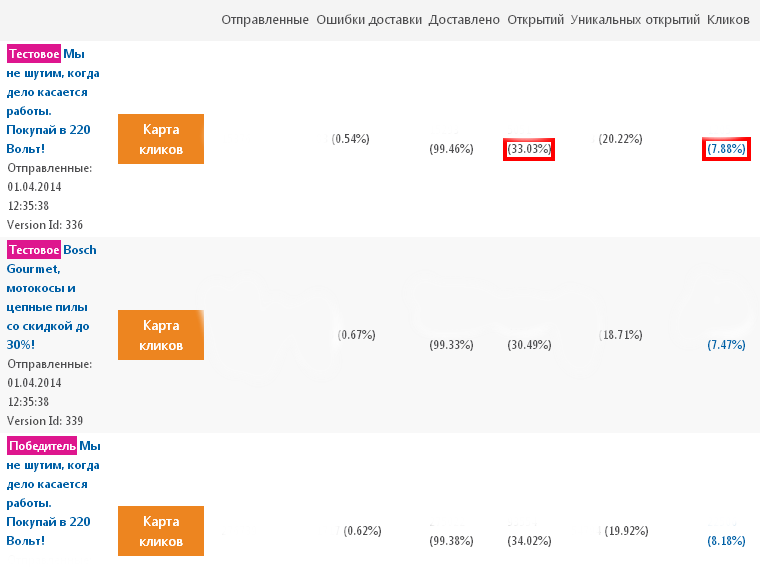 Отправленные Ошибки доставки Доставлено Открытий Уникальных открытий Кликов
Тестовое Мы
не шутим, когда
дело касается
работы.
Покупай в 220
Вольт!
Отправленные:
01.04.2014
12:35:38
Version Id: 336
Карта
кликов
(0.54%) (99.46%) (33.03%) (20.22%) (7.88%)
Тестовое Bosch
Gourmet,
мотокосы и
цепные пилы
со скидкой до
30%!
Отправленные:
01.04.2014
12:35:38
Version Id: 339
Карта
кликов
(0.67%) (99.33%) (30.49%) (18.71%) (7.47%)
Победитель Мы
не шутим, когда
дело касается
работы.
Покупай в 220
Вольт!
Карта
кликов
(0.62%) (99.38%) (34.02%) (19.92%) (8.18%)